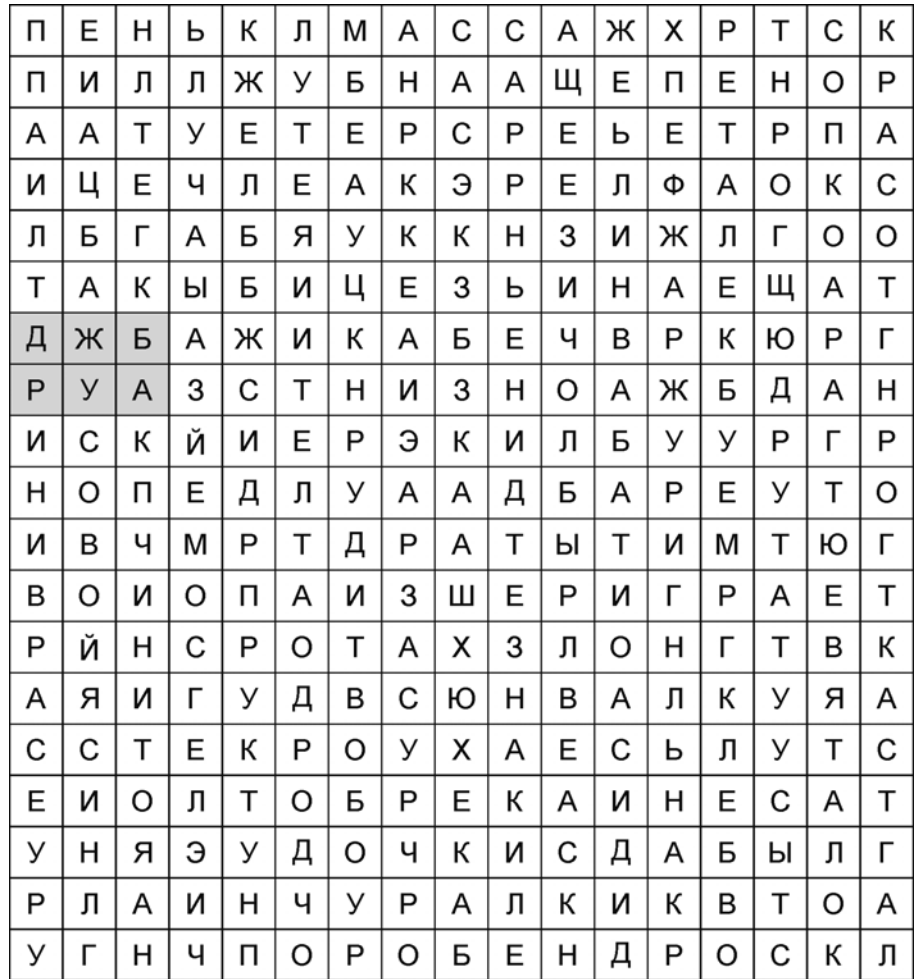 П Е Н Ь К Л М А С С А Ж Х Р Т С К
П И Л Л Ж У Б Н А А Щ Е П Е Н О Р
А А Т У Е Т Е Р С Р Е Ь Е Т Р П А
И Ц Е Ч Л Е А К Э Р Е Л Ф А О К С
Л Б Г А Б Я У К К Н З И Ж Л Г О О
Т А К Ы Б И Ц Е З Ь И Н А Е Щ А Т
Д Ж Б А Ж И К А Б Е Ч В Р К Ю Р Г
Р У А З С Т Н И З Н О А Ж Б Д А Н
И С К Й И Е Р Э К И Л Б У У Р Г Р
Н О П Е Д Л У А А Д Б А Р Е У Т О
И В Ч М Р Т Д Р А Т Ы Т И М Т Ю Г
В О И О П А И З Ш Е Р И Г Р А Е Т
Р Й Н С Р О Т А Х З Л О Н Г Т В К
А Я И Г У Д В С Ю Н В А Л К У Я А
С С Т Е К Р О У Х А Е С Ь Л У Т С
Е И О Л Т О Б Р Е К А И Н Е С А Т
У Н Я Э У Д О Ч К И С Д А Б Ы Л Г
Р Л А И Н Ч У Р А Л К И К В Т О А
У Г Н Ч П О Р О Б Е Н Д Р О С К Л